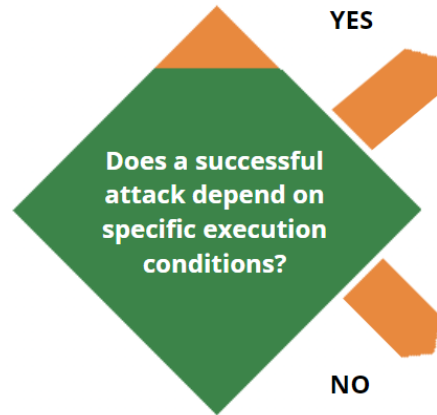 YES
Does a successful
attack depend on
specific execution
conditions?
NO